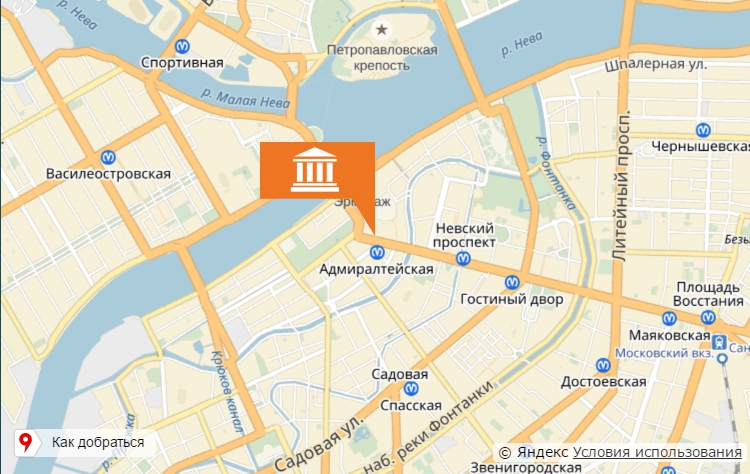 р. Нева
Спортивная
Петропавловская
крепость
р. Нева
Шпалерная ул.
р. Малая Нева
Василеостровская
р. Фонтанка
Литейный просп.
Чернышевская
Невский
проспект
Адмиралтейская
Гостиный двор
Площадь
Восстания
Маяковская
Московский вкз.
Сан
Крюков канал
Садовая
Спасская
Достоевская
Садовая ул.
наб. реки Фонтанки
Звенигородская
Как добраться
© Яндекс Условия использования